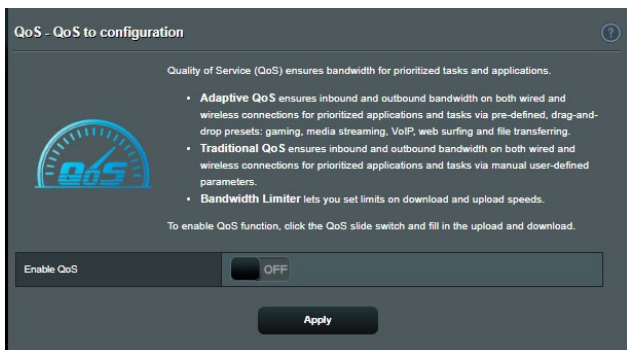 QoS - QoS to configuration
?
Quality of Service (QoS) ensures bandwidth for prioritized tasks and applications.
• Adaptive QoS ensures inbound and outbound bandwidth on both wired and
wireless connections for prioritized applications and tasks via pre-defined, drag-and-
drop presets: gaming, media streaming, VoIP, web surfing and file transferring.
• Traditional QoS ensures inbound and outbound bandwidth on both wired and
wireless connections for prioritized applications and tasks via manual user-defined
parameters.
• Bandwidth Limiter lets you set limits on download and upload speeds.
QoS
To enable QoS function, click the QoS slide switch and fill in the upload and download.
Enable QoS
OFF
Apply